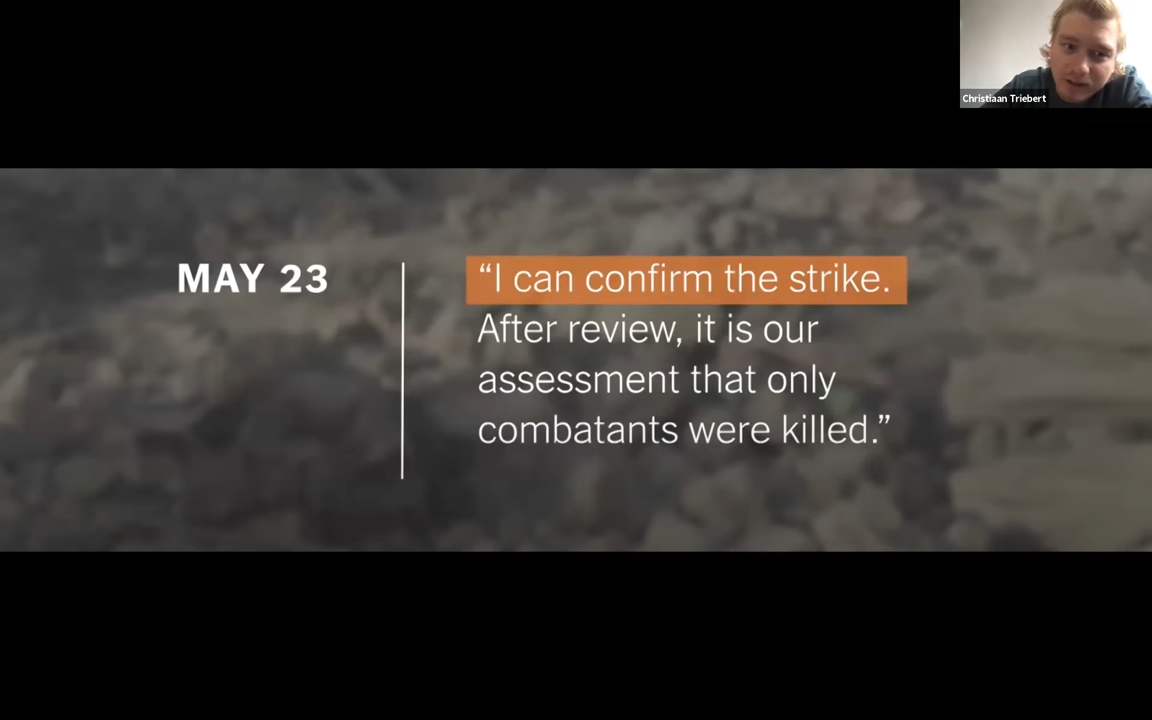 Christiaan Triebert
MAY 23
“I can confirm the strike.
After review, it is our
assessment that only
combatants were killed.”